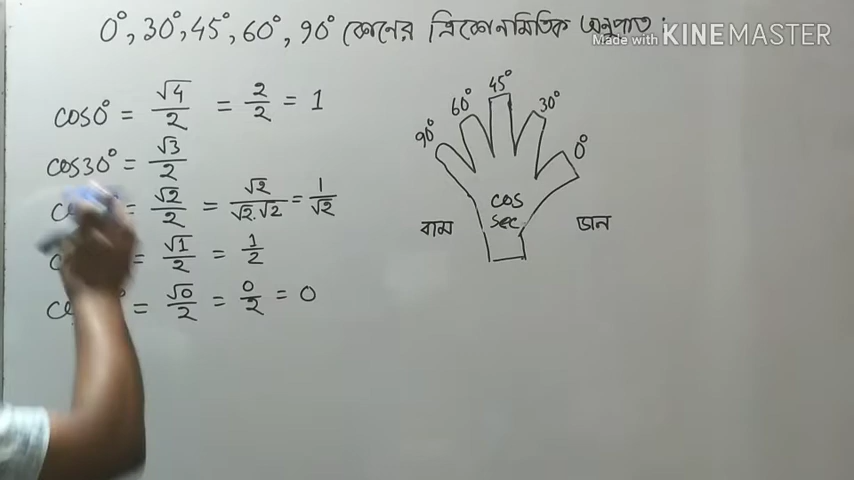 0°, 30°, 45°, 60°, 90° কোনের ত্রিকোনমিতিক অনুপাত:
Made with KINEMASTER
cos0° = √4/2 = 2/2 = 1
cos30° = √3/2
= √2/2 = √2/√2.√2 = 1/√2
= √1/2 = 1/2
= √0/2 = 0/2 = 0
90° 60° 45° 30° 0°
cos
sec
বাম ডান